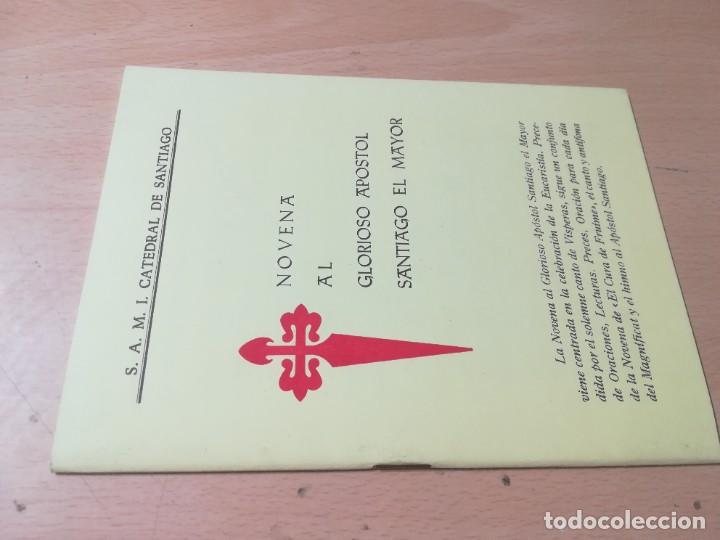 S. A. M. I. CATEDRAL DE SANTIAGO
NOVENA
AL
GLORIOSO APOSTOL
SANTIAGO EL MAYOR
La Novena al Glorioso Apóstol Santiago el Mayor
viene centrada en la celebración de la Eucaristía. Prece-
dida por el solemne canto de Vísperas, sigue un conjunto
de Oraciones, Lecturas. Preces. Oración para cada día
de la Novena de «El Cura de Fruime», el canto y antífona
del Magníficat y el himno al Apóstol Santiago.
todocoleccion